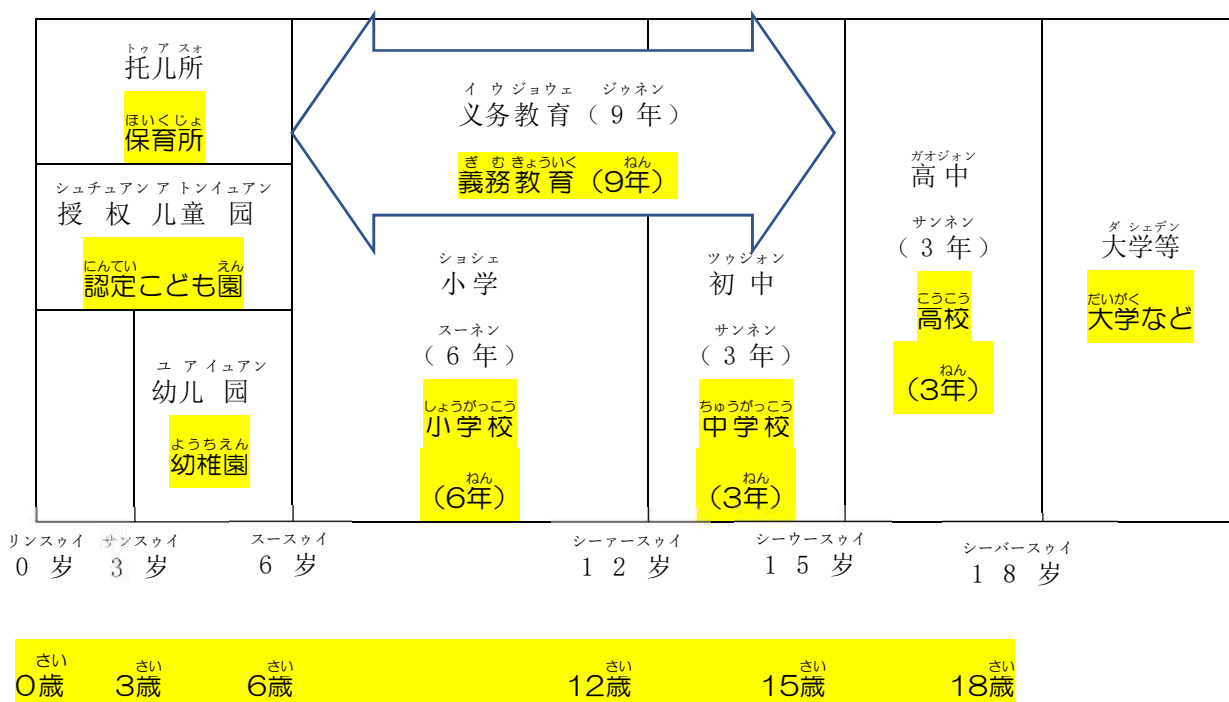 トゥ ア スォ
托儿所
ほいくじょ
保育所
シュチュアン ア トンイュアン
授 权 儿童 园
にんてい えん
認定こども園
ユ ア イュアン
幼儿 园
ようちえん
幼稚園
イ ウ ジョウェ ジゥネン
义务教育（9年）
ぎ む きょういく ねん
義務教育（9年）
ショシェ
小学
スーネン
（6年）
しょうがっこう
小学校
ねん
（6年）
ツゥジォン
初中
サンネン
（3年）
ちゅうがっこう
中学校
ねん
（3年）
ガオジォン
高中
サンネン
（3年）
こうこう
高校
ねん
（3年）
ダ シェデン
大学等
だいがく
大学など
リンスゥイ サンスゥイ スースゥイ シーァースゥイ シーウースゥイ シーバースゥイ
0 岁 3 岁 6 岁 12 岁 15 岁 18 岁
さい さい さい さい さい さい
0歳 3歳 6歳 12歳 15歳 18歳